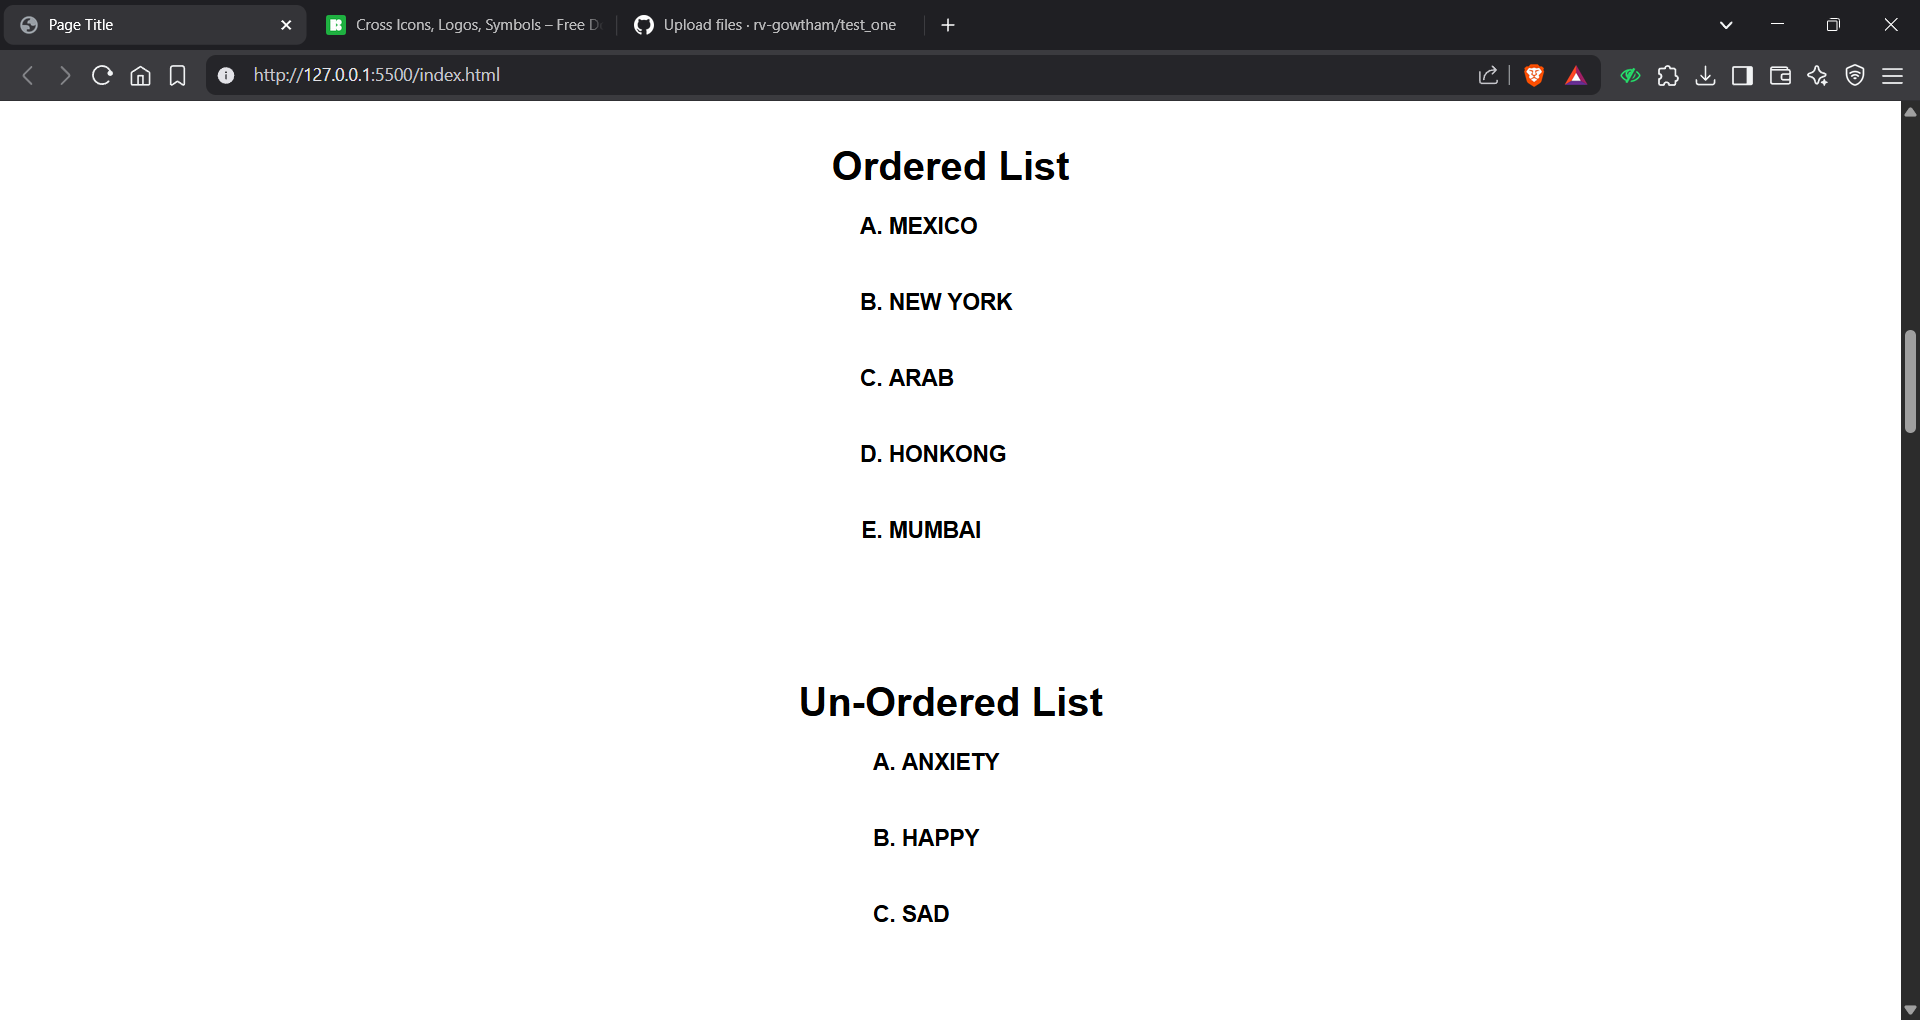 Page Title
Cross Icons, Logos, Symbols – Free D
Upload files · rv-gowtham/test_one
http://127.0.0.1:5500/index.html
Ordered List
A. MEXICO
B. NEW YORK
C. ARAB
D. HONKONG
E. MUMBAI
Un-Ordered List
A. ANXIETY
B. HAPPY
C. SAD